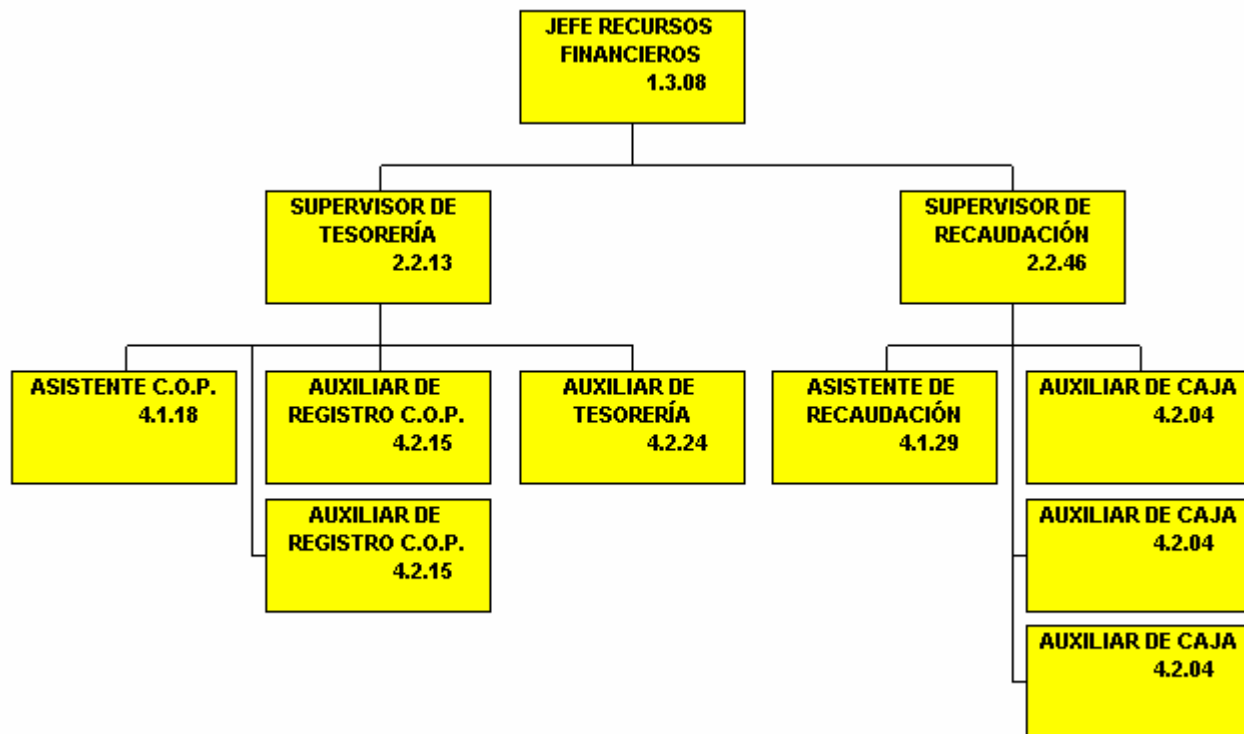 JEFE RECURSOS
FINANCIEROS
1.3.08
SUPERVISOR DE
TESORERÍA
2.2.13
SUPERVISOR DE
RECAUDACIÓN
2.2.46
ASISTENTE C.O.P.
4.1.18
AUXILIAR DE
REGISTRO C.O.P.
4.2.15
AUXILIAR DE
TESORERÍA
4.2.24
ASISTENTE DE
RECAUDACIÓN
4.1.29
AUXILIAR DE CAJA
4.2.04
AUXILIAR DE
REGISTRO C.O.P.
4.2.15
AUXILIAR DE CAJA
4.2.04
AUXILIAR DE CAJA
4.2.04